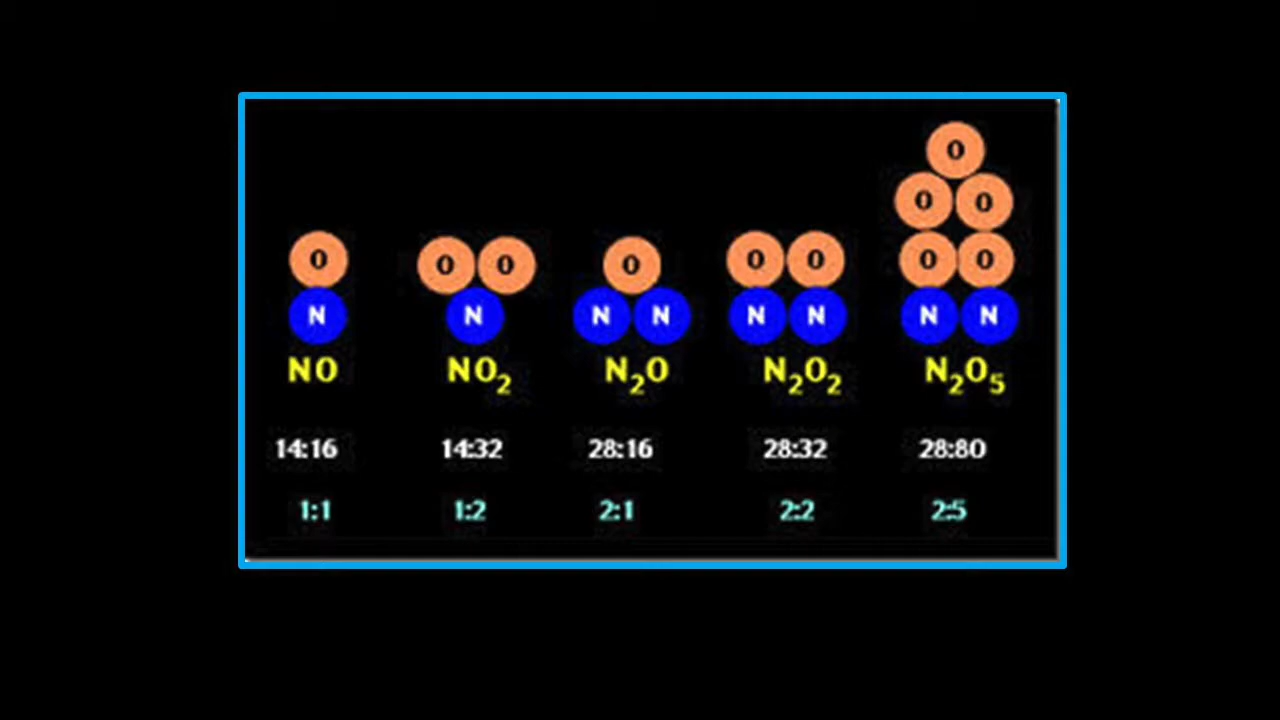 O
O O
O O O O O O O O
N N N N N N N N
NO NO₂ N₂O N₂O₂ N₂O₅
14:16 14:32 28:16 28:32 28:80
1:1 1:2 2:1 2:2 2:5